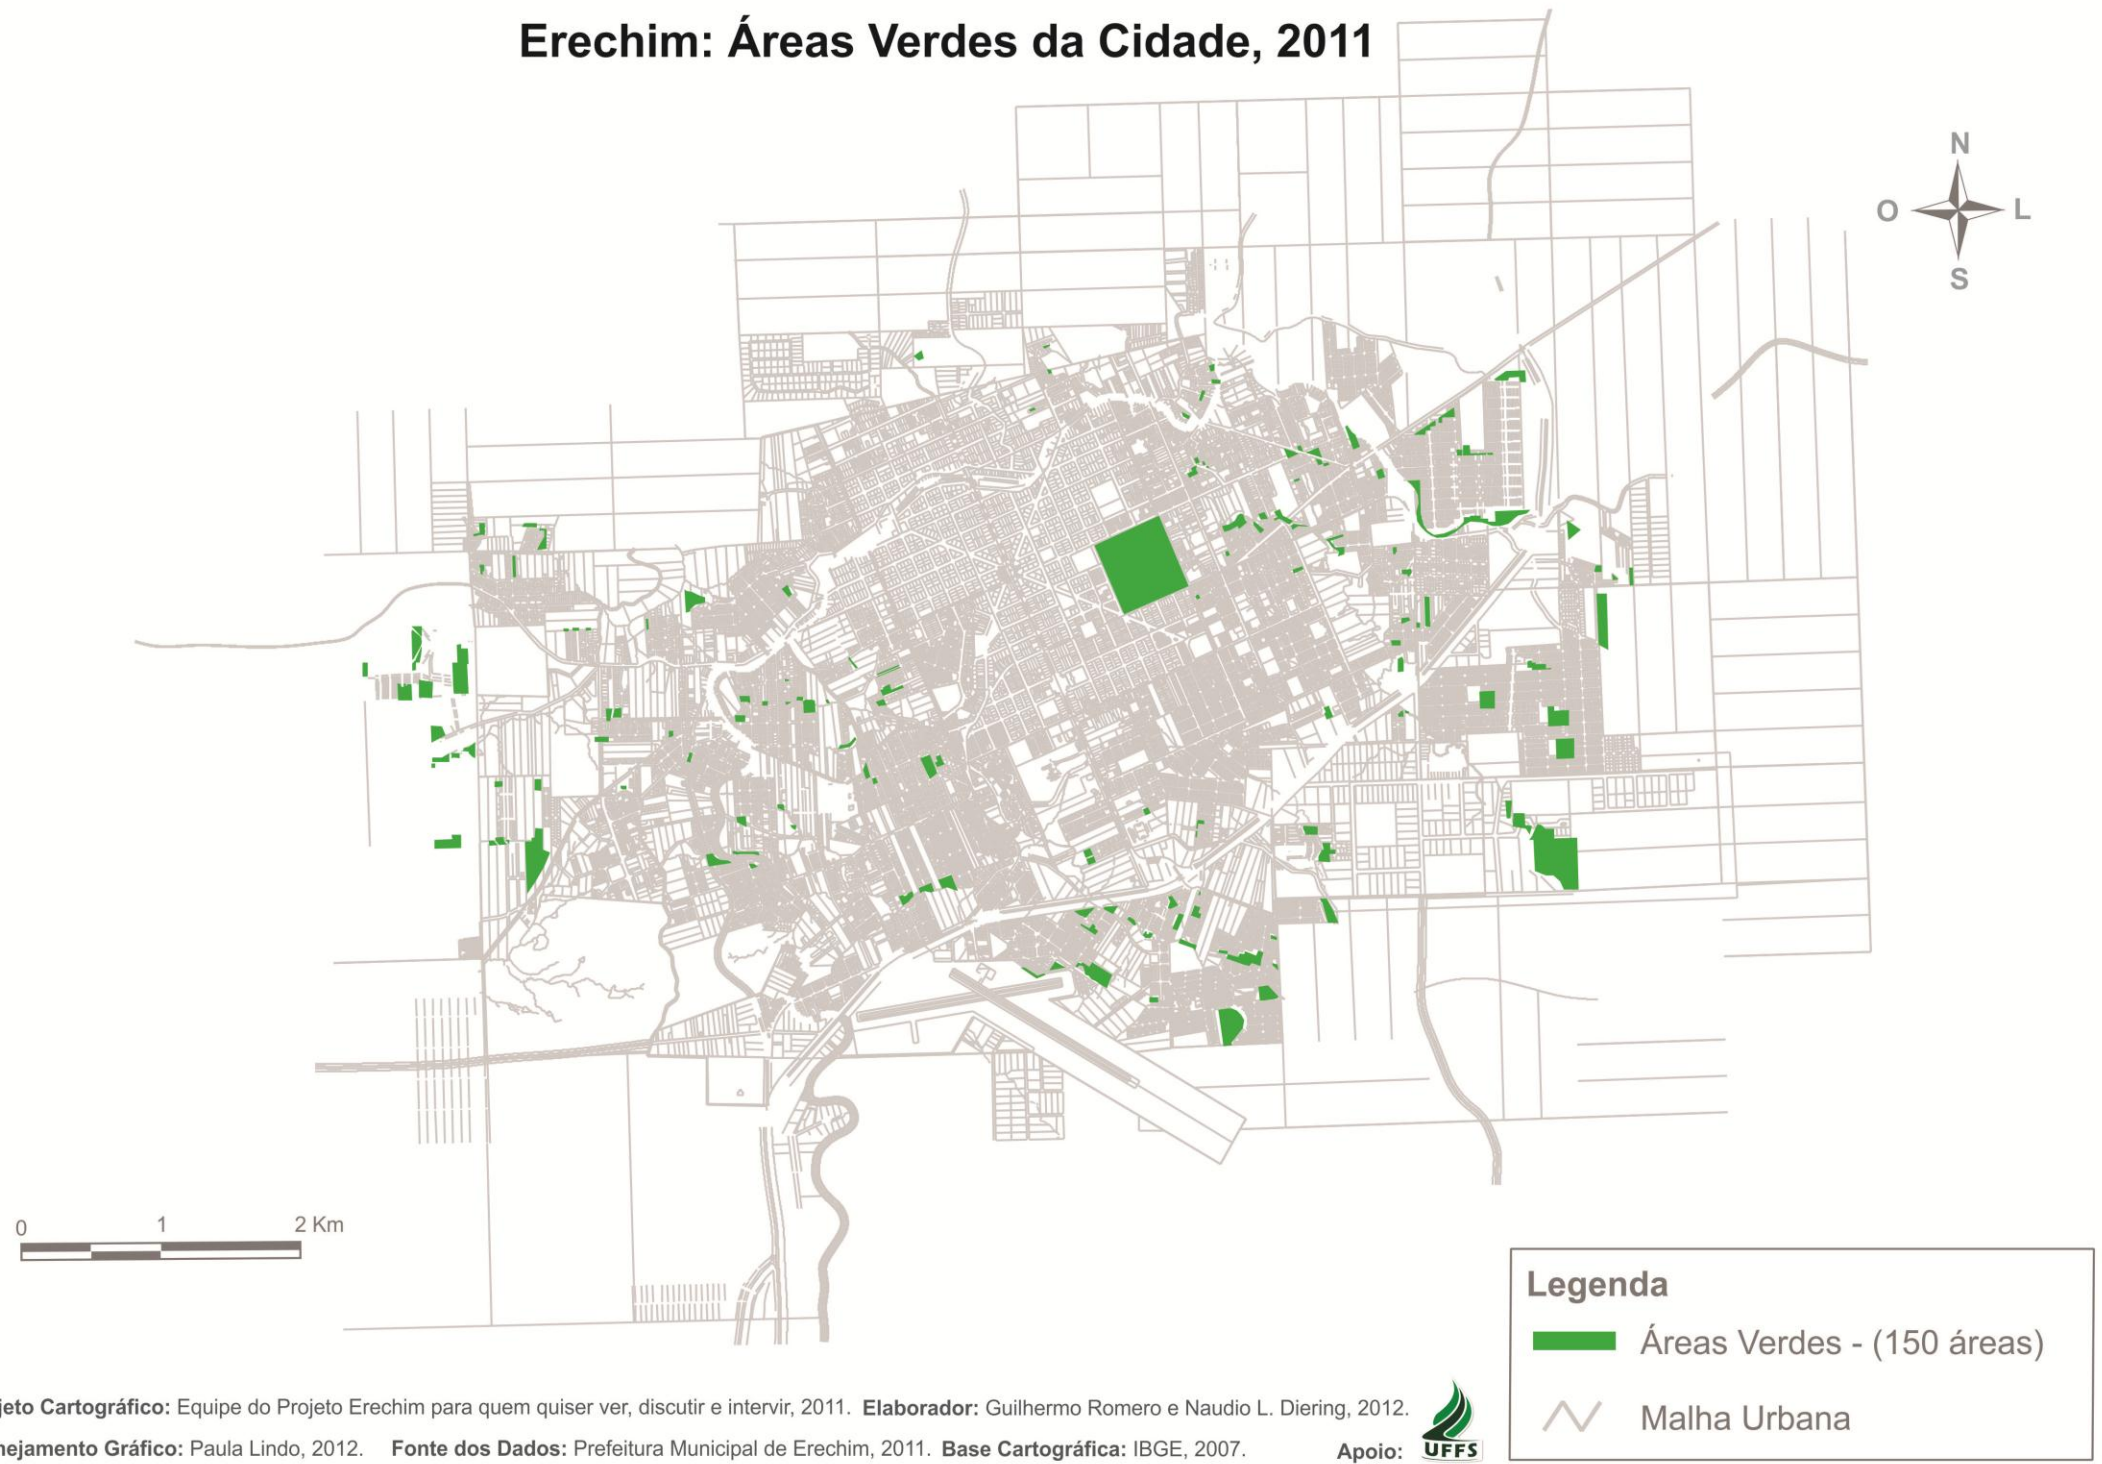 Erechim: Áreas Verdes da Cidade, 2011
N
O L
S
0 1 2 Km
Legenda
Áreas Verdes - (150 áreas)
Malha Urbana
jeto Cartográfico: Equipe do Projeto Erechim para quem quiser ver, discutir e intervir, 2011. Elaborador: Guilhermo Romero e Naudio L. Diering, 2012.
nejamento Gráfico: Paula Lindo, 2012. Fonte dos Dados: Prefeitura Municipal de Erechim, 2011. Base Cartográfica: IBGE, 2007. Apoio:
UFFS